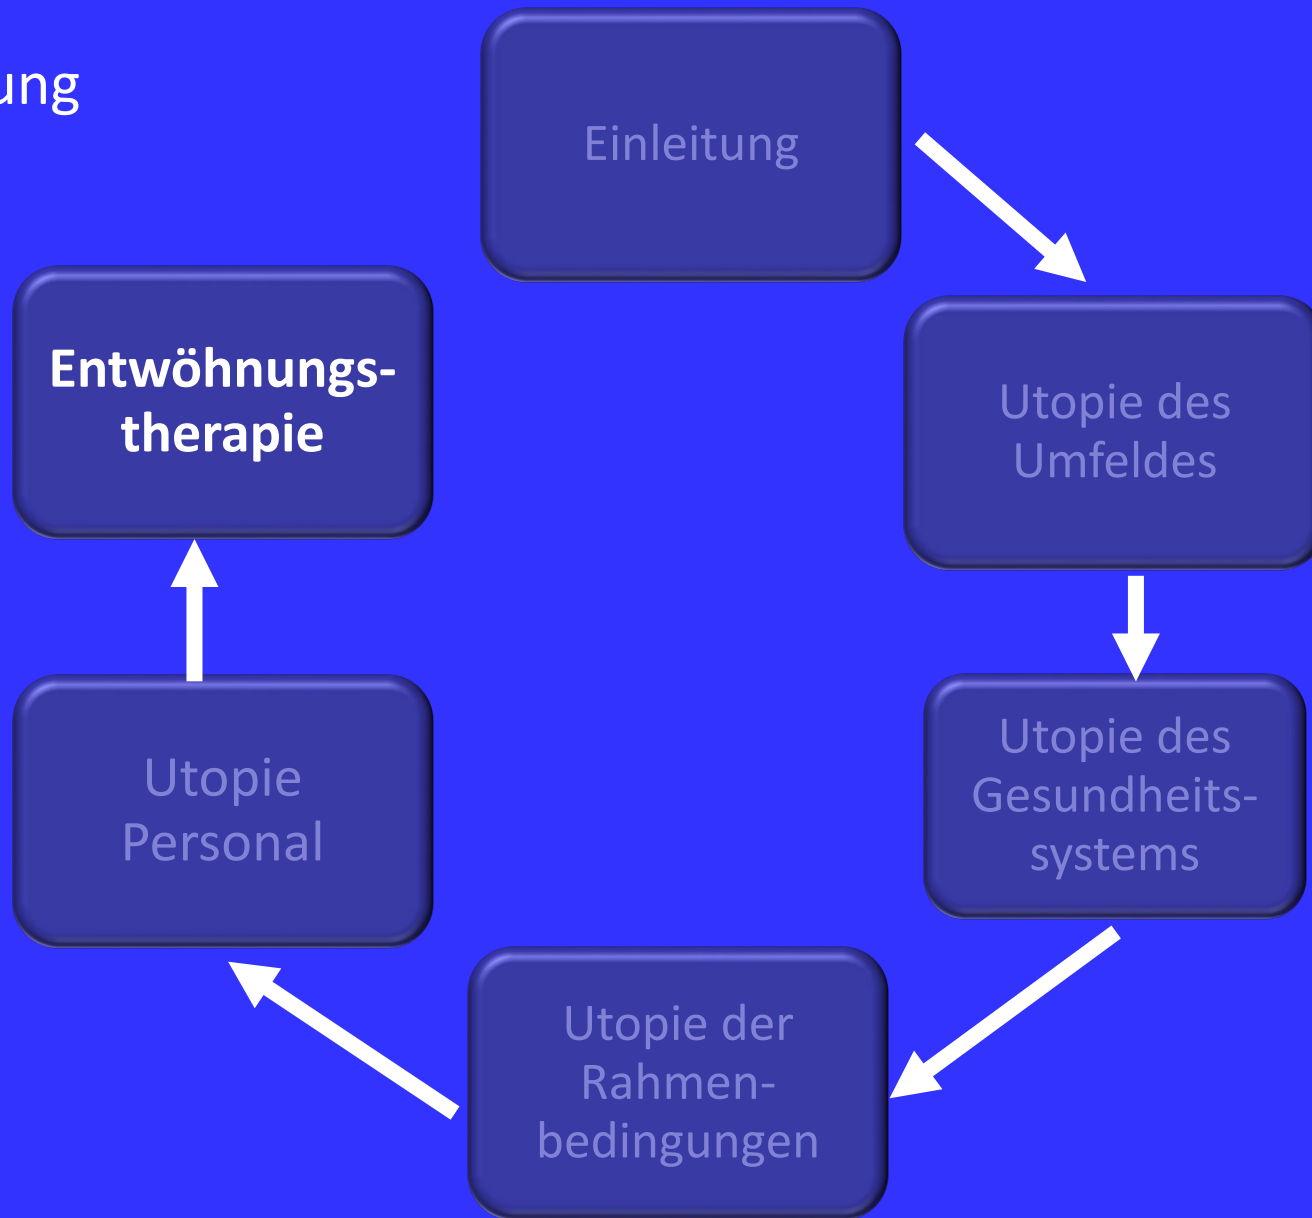 ung
Einleitung
Utopie des
Umfeldes
Utopie des
Gesundheits-
systems
Utopie der
Rahmen-
bedingungen
Utopie
Personal
Entwöhnungs-
therapie